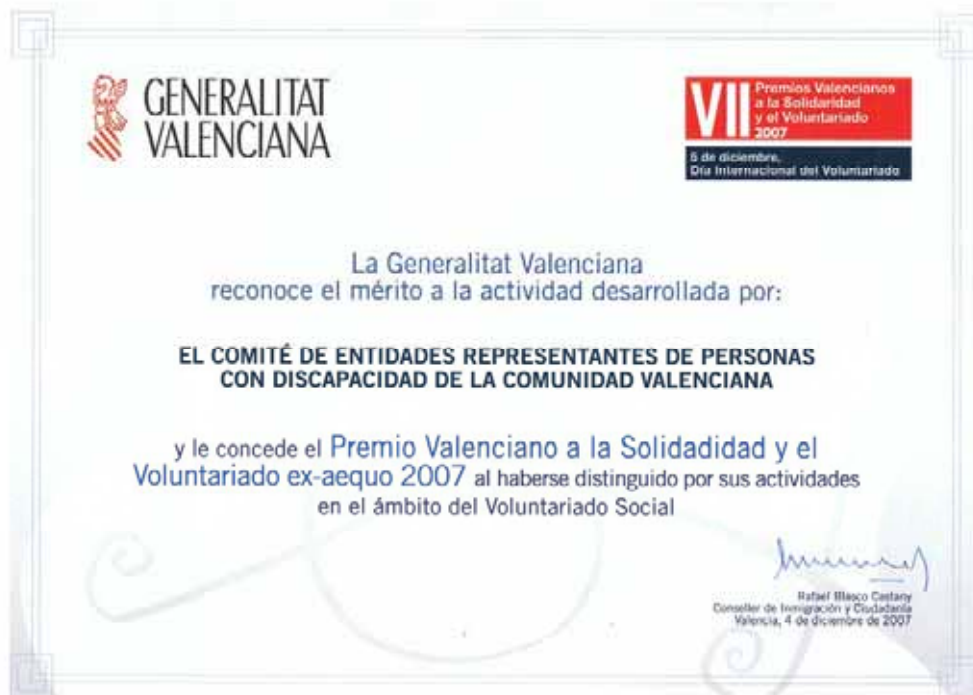 GENERALITAT
VALENCIANA
VII
Premios Valencianos
a la Solidaridad
y el Voluntariado
2007
5 de diciembre,
Día Internacional del Voluntariado
La Generalitat Valenciana
reconoce el mérito a la actividad desarrollada por:
EL COMITÉ DE ENTIDADES REPRESENTANTES DE PERSONAS
CON DISCAPACIDAD DE LA COMUNIDAD VALENCIANA
y le concede el Premio Valenciano a la Solidadidad y el
Voluntariado ex-aequo 2007 al haberse distinguido por sus actividades
en el ámbito del Voluntariado Social
Rafael Blasco Castany
Conseller de Inmigración y Ciudadanía
Valencia, 4 de diciembre de 2007